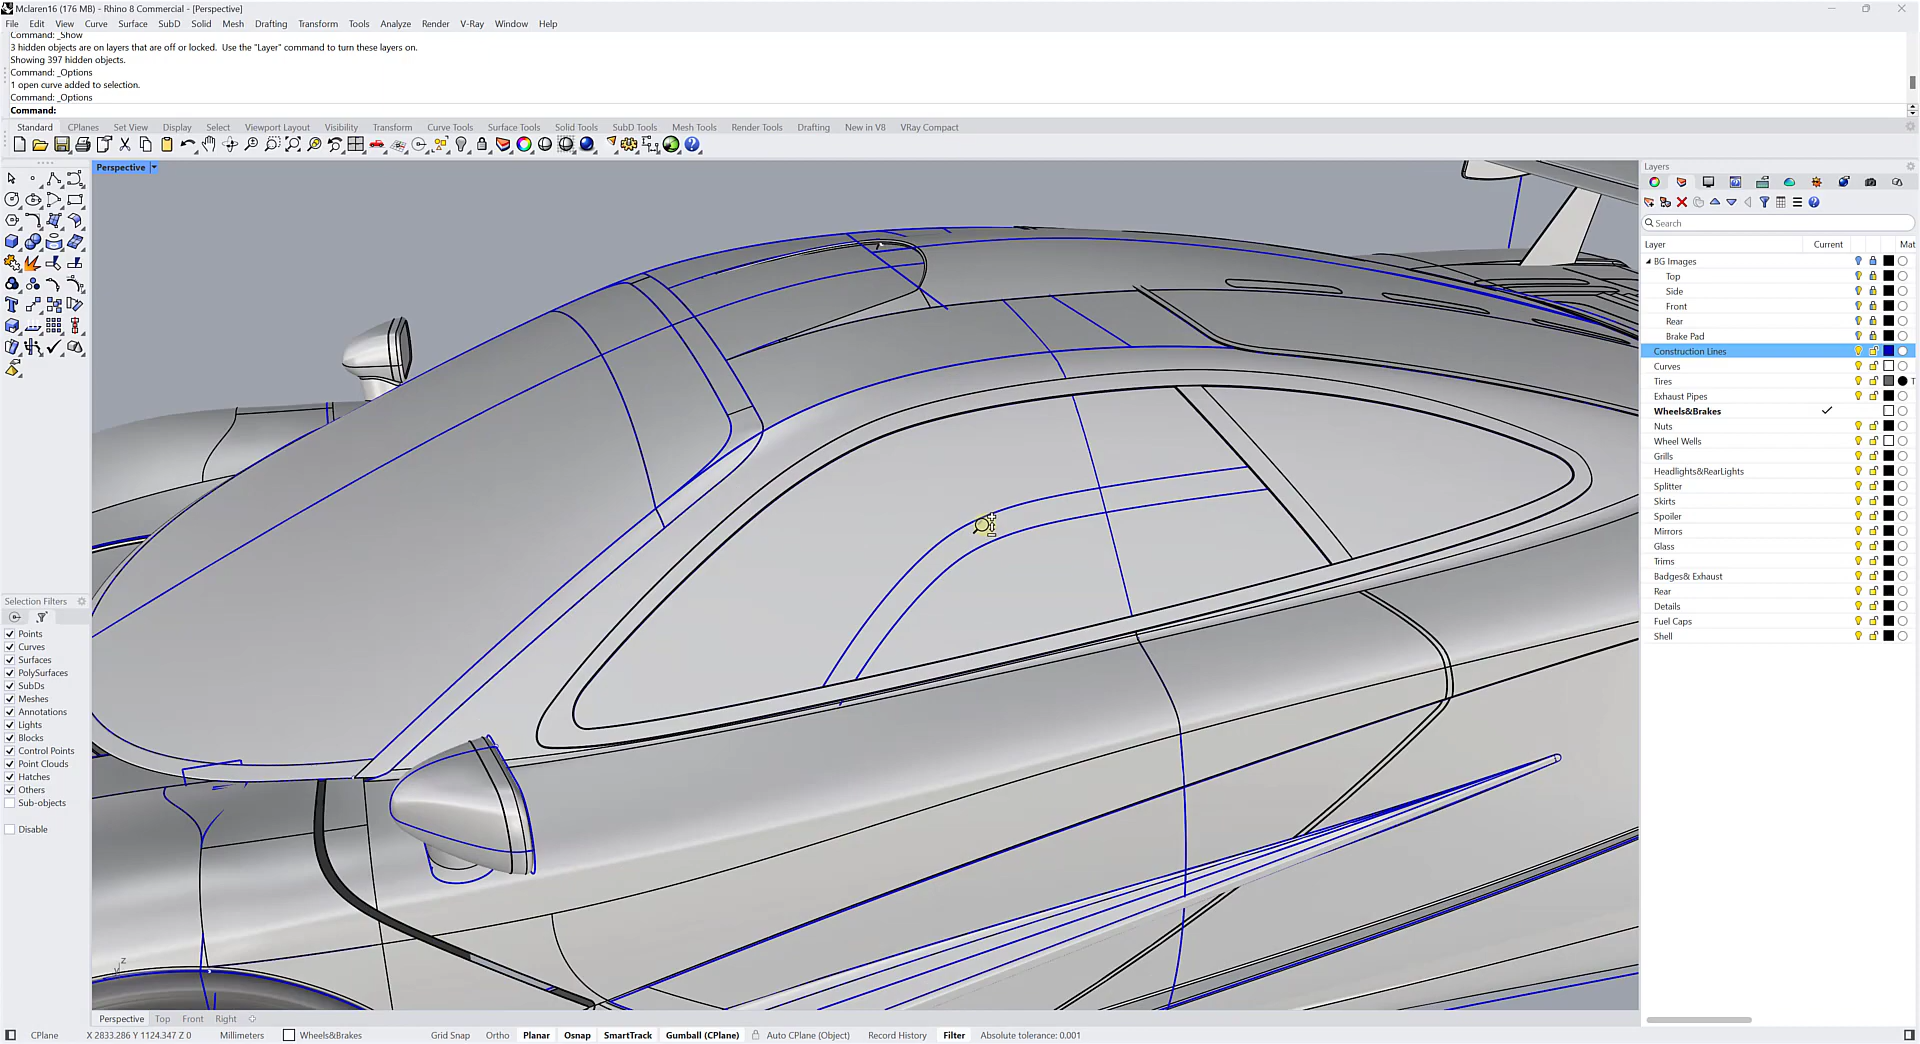 Mclaren16 (176 MB) - Rhino 8 Commercial - [Perspective]
File Edit View Curve Surface SubD Solid Mesh Drafting Transform Tools Analyze Render V-Ray Window Help
Command: _Show
3 hidden objects are on layers that are off or locked. Use the "Layer" command to turn these layers on.
Showing 397 hidden objects.
Command: _Options
1 open curve added to selection.
Command: _Options
Command:
Standard CPlanes Set View Display Select Viewport Layout Visibility Transform Curve Tools Surface Tools Solid Tools SubD Tools Mesh Tools Render Tools Drafting New in V8 VRay Compact
Perspective
Layers
Search
Layer Current Mat
BG Images
Top
Side
Front
Rear
Brake Pad
Construction Lines
Curves
Tires T
Exhaust Pipes
Wheels&Brakes
Nuts
Wheel Wells
Grills
Headlights&RearLights
Splitter
Skirts
Spoiler
Mirrors
Glass
Trims
Badges& Exhaust
Rear
Details
Fuel Caps
Shell
Selection Filters
Points
Curves
Surfaces
PolySurfaces
SubDs
Meshes
Annotations
Lights
Blocks
Control Points
Point Clouds
Hatches
Others
Sub-objects
Disable
z
Perspective Top Front Right
CPlane X 2833.286 Y 1124.347 Z 0 Millimeters Wheels&Brakes Grid Snap Ortho Planar Osnap SmartTrack Gumball (CPlane) Auto CPlane (Object) Record History Filter Absolute tolerance: 0.001